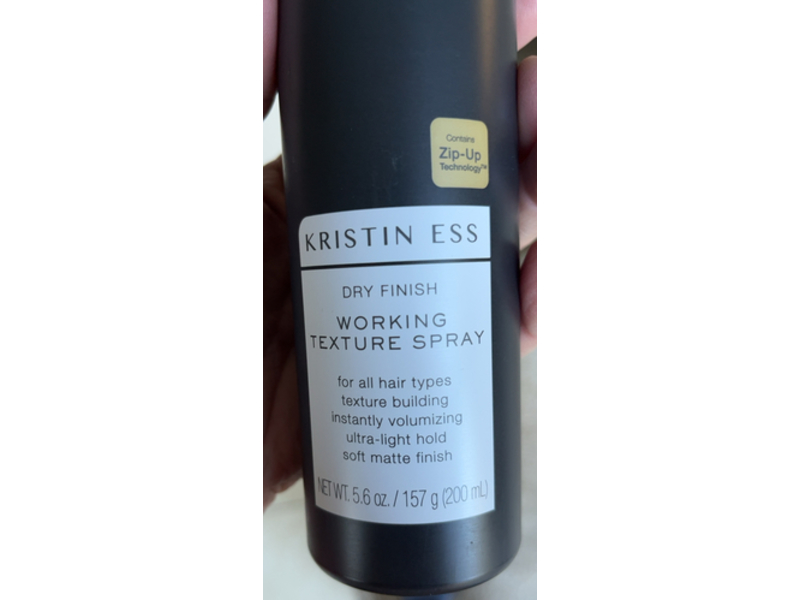 Contains
Zip-Up
Technology™
KRISTIN ESS
DRY FINISH
WORKING
TEXTURE SPRAY
for all hair types
texture building
instantly volumizing
ultra-light hold
soft matte finish
NET WT. 5.6 oz. / 157 g (200 mL)